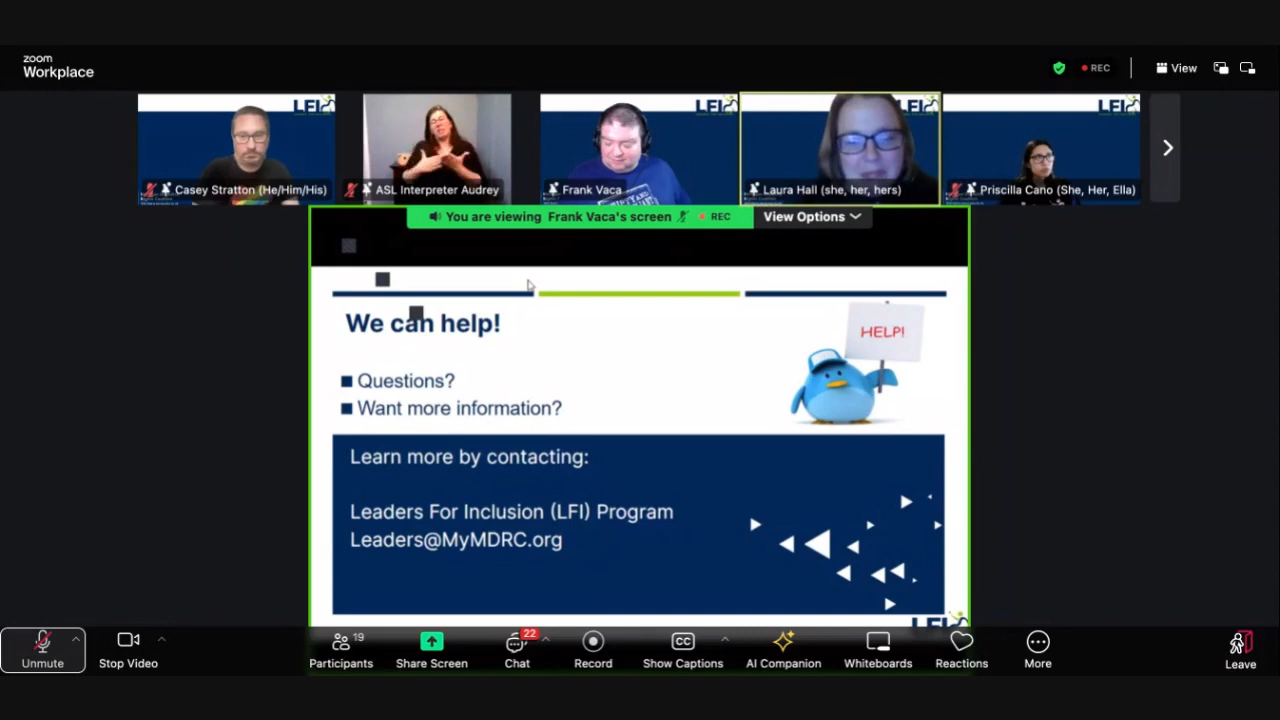 zoom
Workplace
REC
View
LFI
LFI
LFI
LFI
Casey Stratton (He/Him/His)
ASL Interpreter Audrey
Frank Vaca
Laura Hall (she, her, hers)
Priscilla Cano (She, Her, Ella)
You are viewing Frank Vaca's screen
REC
View Options
We can help!
HELP!
Questions?
Want more information?
Learn more by contacting:
Leaders For Inclusion (LFI) Program
Leaders@MyMDRC.org
LFI
Unmute
Stop Video
19
Participants
Share Screen
22
Chat
Record
CC
Show Captions
AI Companion
Whiteboards
Reactions
More
Leave